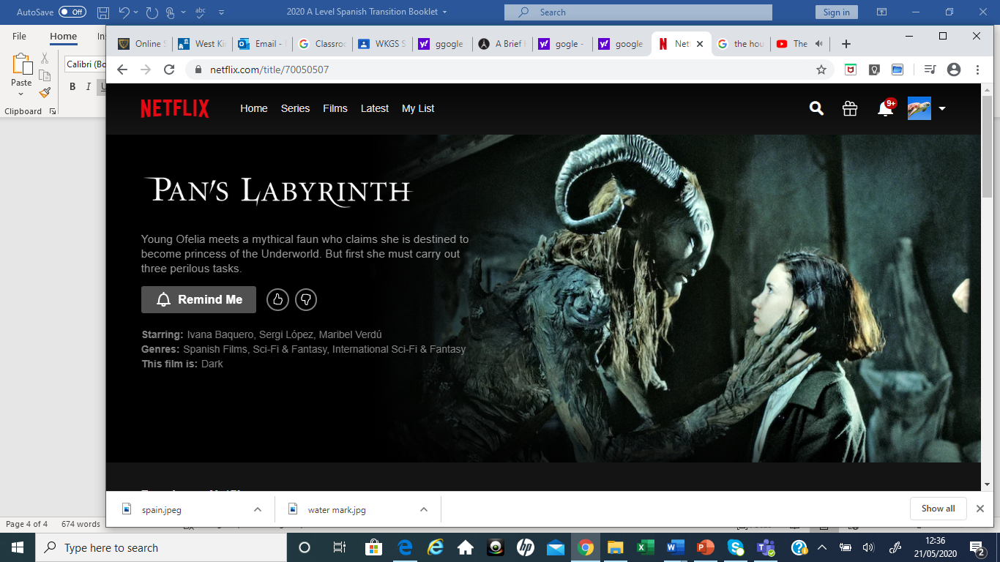 AutoSave Off 2020 A Level Spanish Transition Booklet Search Sign in
File Home
Online West Ki Email - Classroo WKGS S ggogle A Brief gogle - google Net the hou The
netflix.com/title/70050507
Paste
Calibri (Bo
B I U
Clipboard
NETFLIX Home Series Films Latest My List 9+
PAN'S LABYRINTH
Young Ofelia meets a mythical faun who claims she is destined to
become princess of the Underworld. But first she must carry out
three perilous tasks.
Remind Me
Starring: Ivana Baquero, Sergi López, Maribel Verdú
Genres: Spanish Films, Sci-Fi & Fantasy, International Sci-Fi & Fantasy
This film is: Dark
spain.jpeg water mark.jpg Show all
Page 4 of 4 674 words
Type here to search
12:36
21/05/2020
2